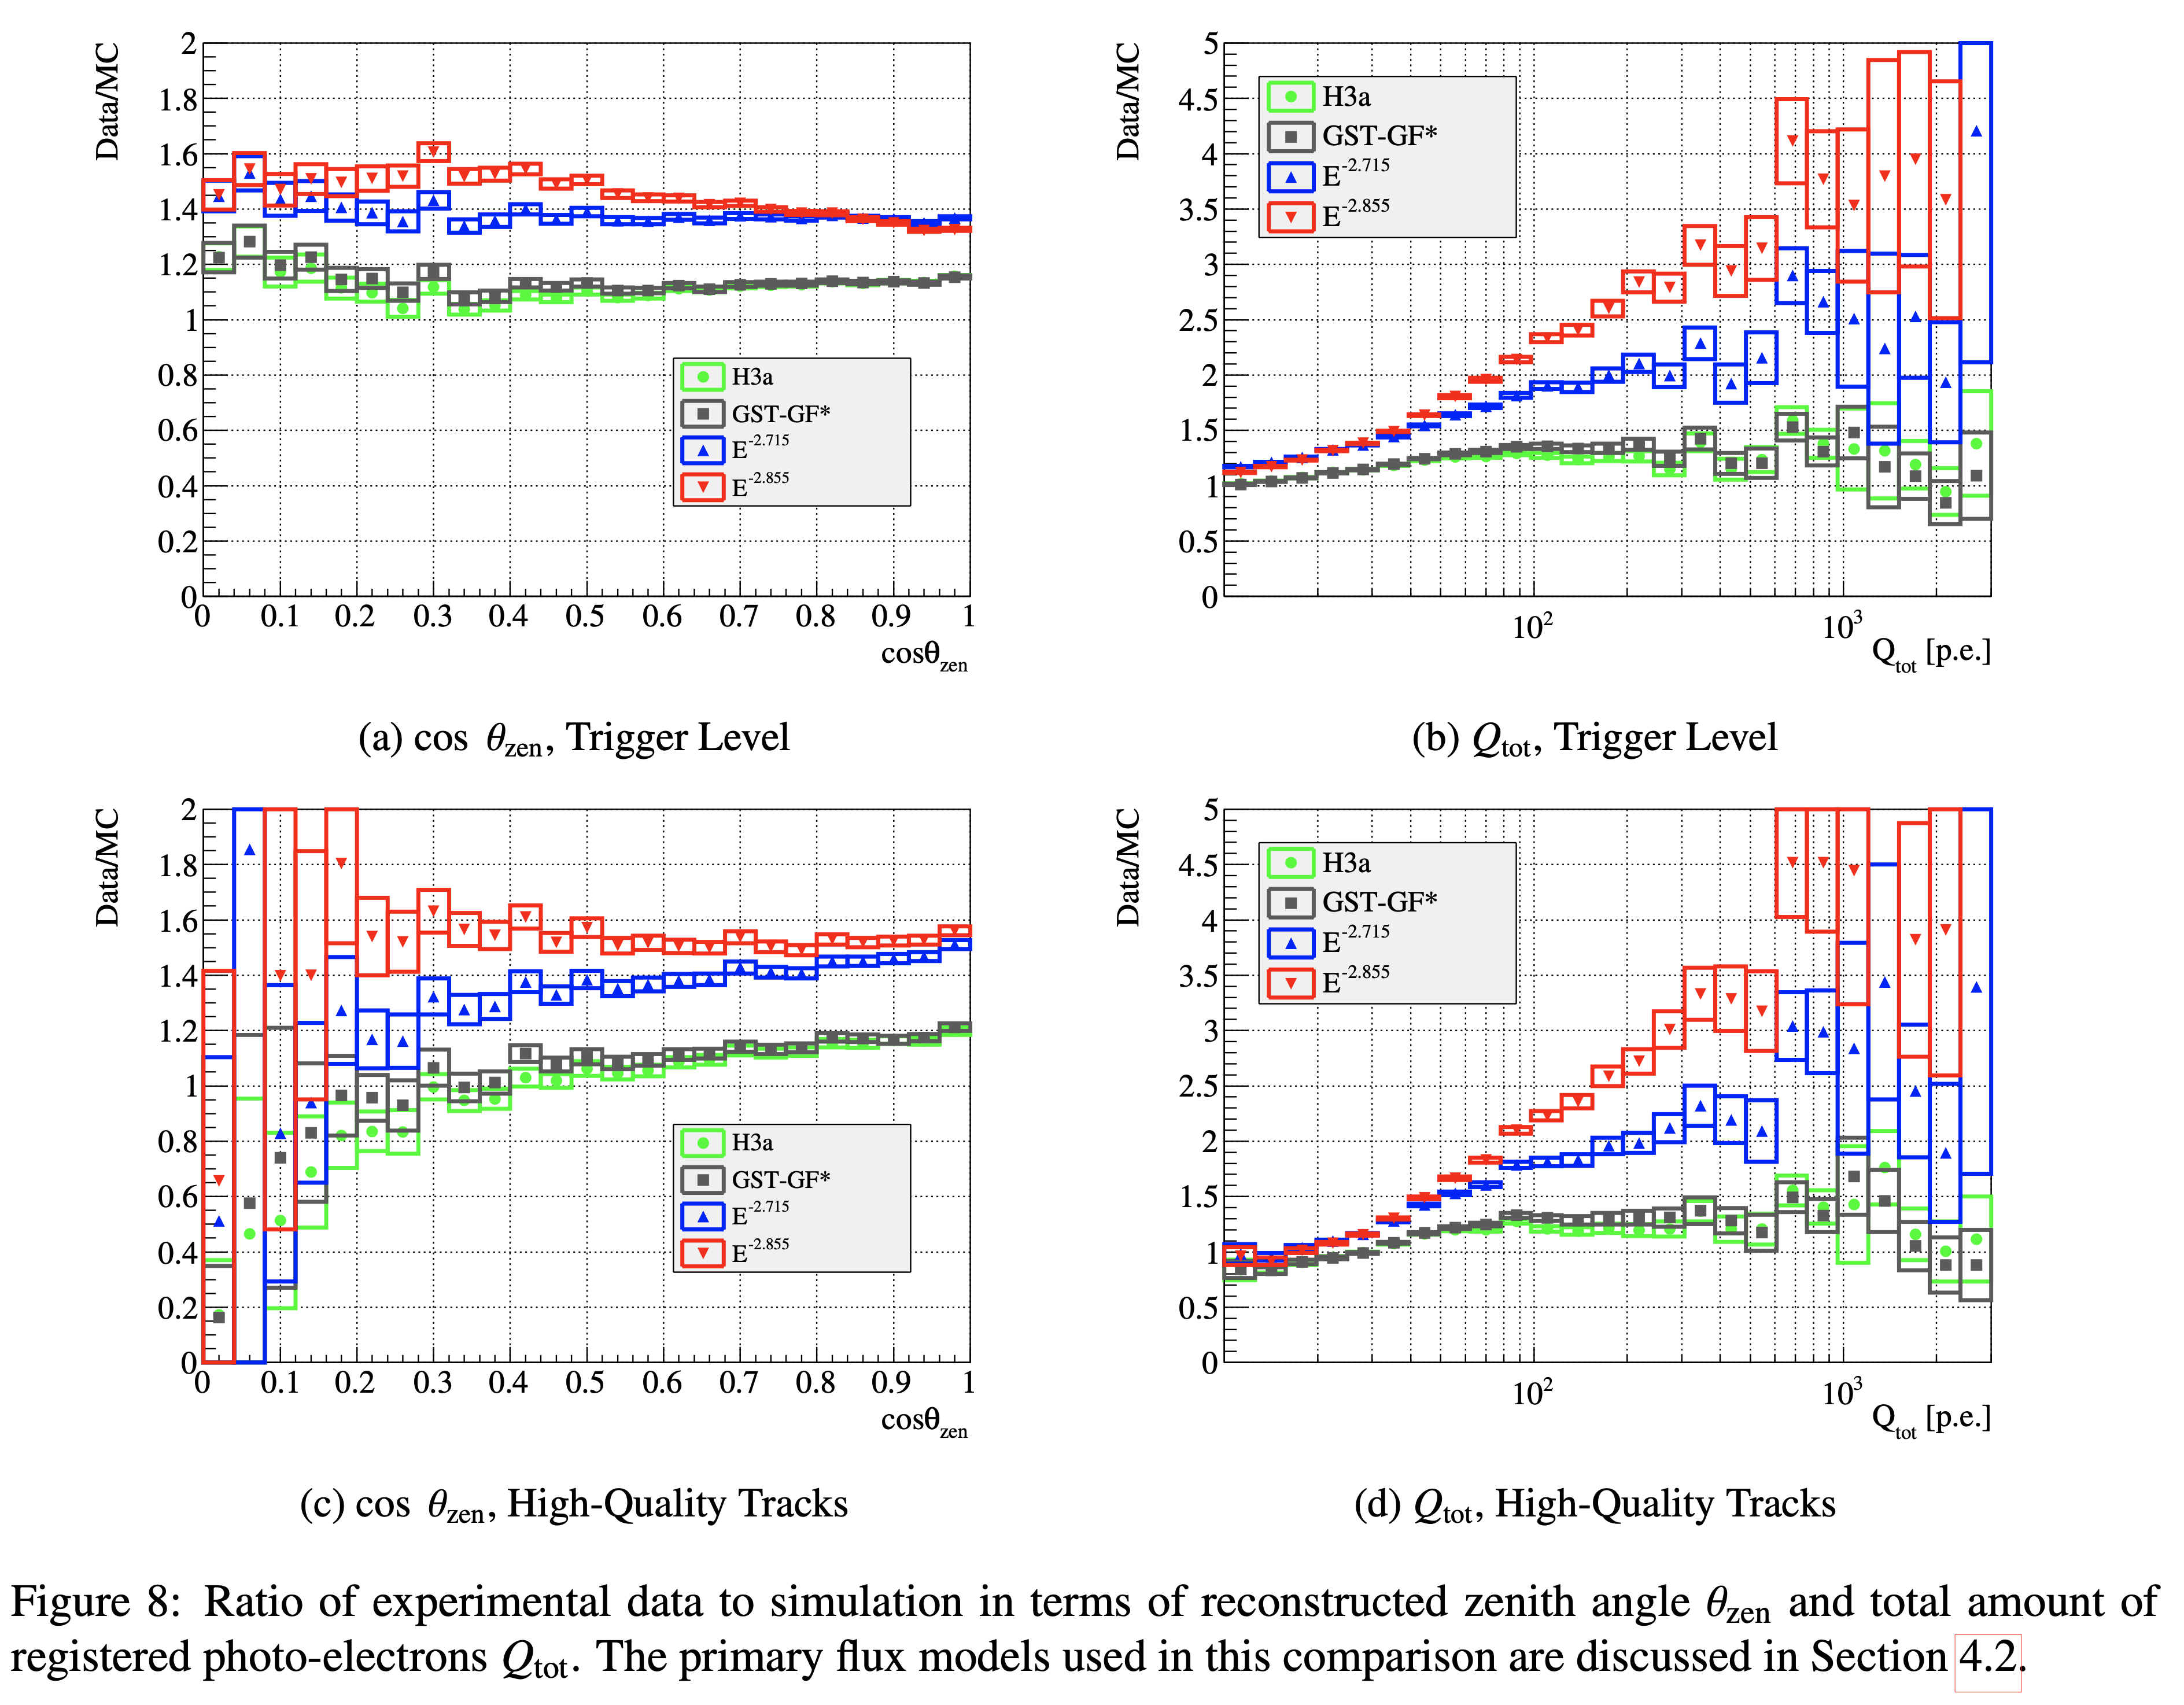 Data/MC
2
1.8
1.6
1.4
1.2
1
0.8
0.6
0.4
0.2
0
H3a
GST-GF*
E-2.715
E-2.855
0 0.1 0.2 0.3 0.4 0.5 0.6 0.7 0.8 0.9 1
cosθzen
(a) cos θzen, Trigger Level
Data/MC
5
4.5
4
3.5
3
2.5
2
1.5
1
0.5
0
H3a
GST-GF*
E-2.715
E-2.855
10² 10³
Qtot [p.e.]
(b) Qtot, Trigger Level
Data/MC
2
1.8
1.6
1.4
1.2
1
0.8
0.6
0.4
0.2
0
H3a
GST-GF*
E-2.715
E-2.855
0 0.1 0.2 0.3 0.4 0.5 0.6 0.7 0.8 0.9 1
cosθzen
(c) cos θzen, High-Quality Tracks
Data/MC
5
4.5
4
3.5
3
2.5
2
1.5
1
0.5
0
H3a
GST-GF*
E-2.715
E-2.855
10² 10³
Qtot [p.e.]
(d) Qtot, High-Quality Tracks
Figure 8: Ratio of experimental data to simulation in terms of reconstructed zenith angle θzen and total amount of
registered photo-electrons Qtot. The primary flux models used in this comparison are discussed in Section 4.2.